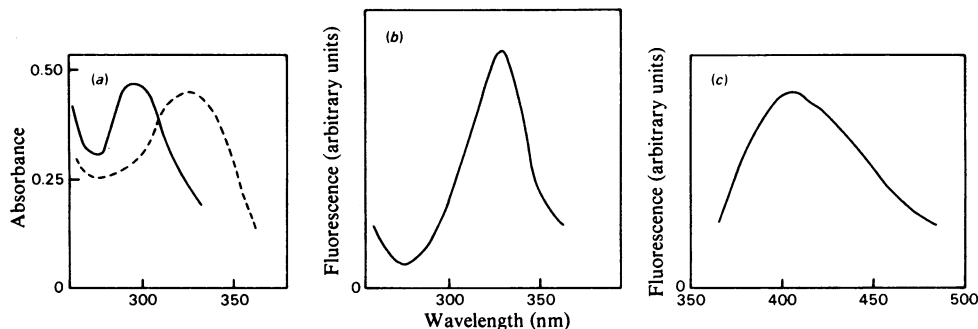 (a)
Absorbance
0.50
0.25
0
300
350
(b)
Fluorescence (arbitrary units)
0
300
350
Wavelength (nm)
(c)
Fluorescence (arbitrary units)
0
350
400
450
500